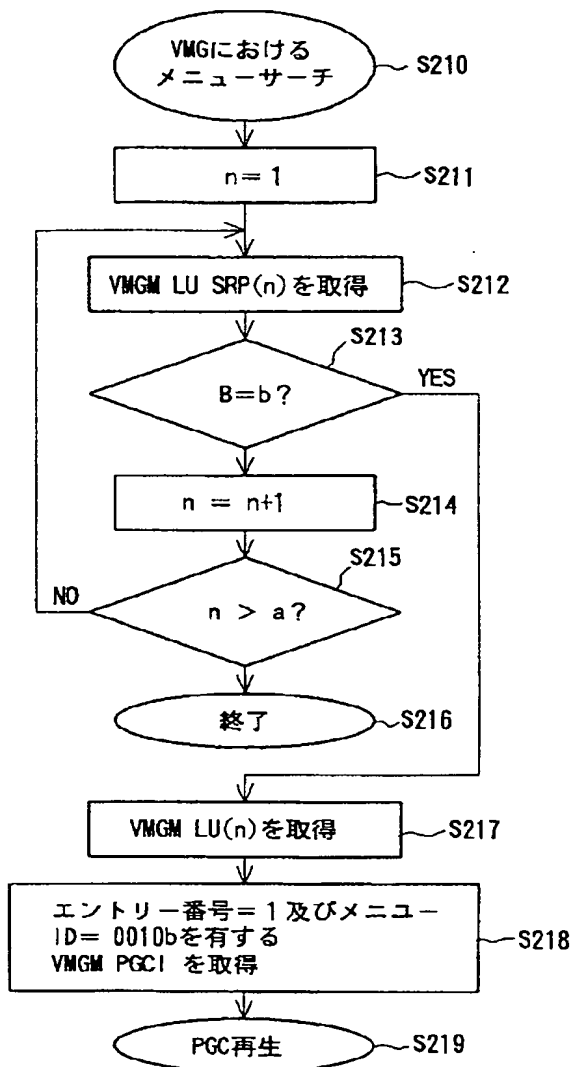 VMGにおける
メニューサーチ
S210
n=1
S211
VMGM LU SRP(n)を取得
S212
S213
B=b?
YES
n = n+1
S214
S215
NO
n > a?
終了
S216
VMGM LU(n)を取得
S217
エントリー番号=1及びメニュー
ID=0010bを有する
VMGM PGCI を取得
S218
PGC再生
S219